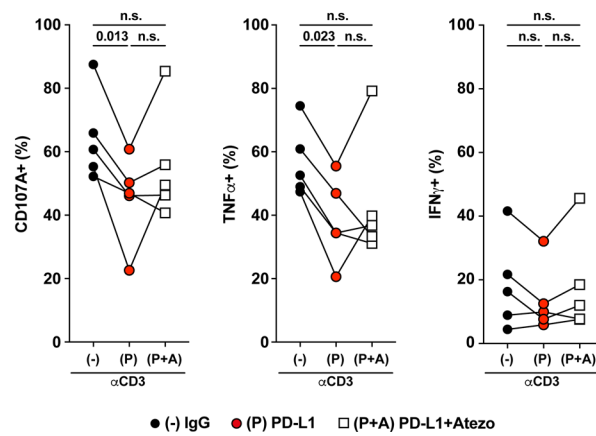 n.s. n.s. n.s.
0.013 n.s. 0.023 n.s. n.s. n.s.
100 100 100
80 80 80
60 60 60
40 40 40
20 20 20
0 0 0
CD107A+ (%) TNFα+ (%) IFNγ+ (%)
(-) (P) (P+A) (-) (P) (P+A) (-) (P) (P+A)
αCD3 αCD3 αCD3
(-) IgG (P) PD-L1 (P+A) PD-L1+Atezo